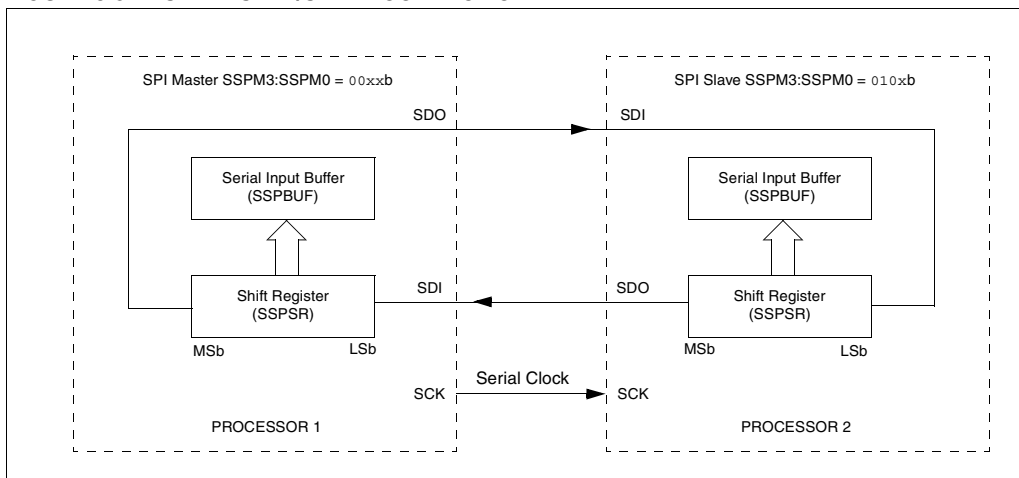 SPI Master SSPM3:SSPM0 = 00xxb
SPI Slave SSPM3:SSPM0 = 010xb
SDO
SDI
Serial Input Buffer
(SSPBUF)
Serial Input Buffer
(SSPBUF)
Shift Register
(SSPSR)
SDI
SDO
Shift Register
(SSPSR)
MSb
LSb
MSb
LSb
SCK
Serial Clock
SCK
PROCESSOR 1
PROCESSOR 2